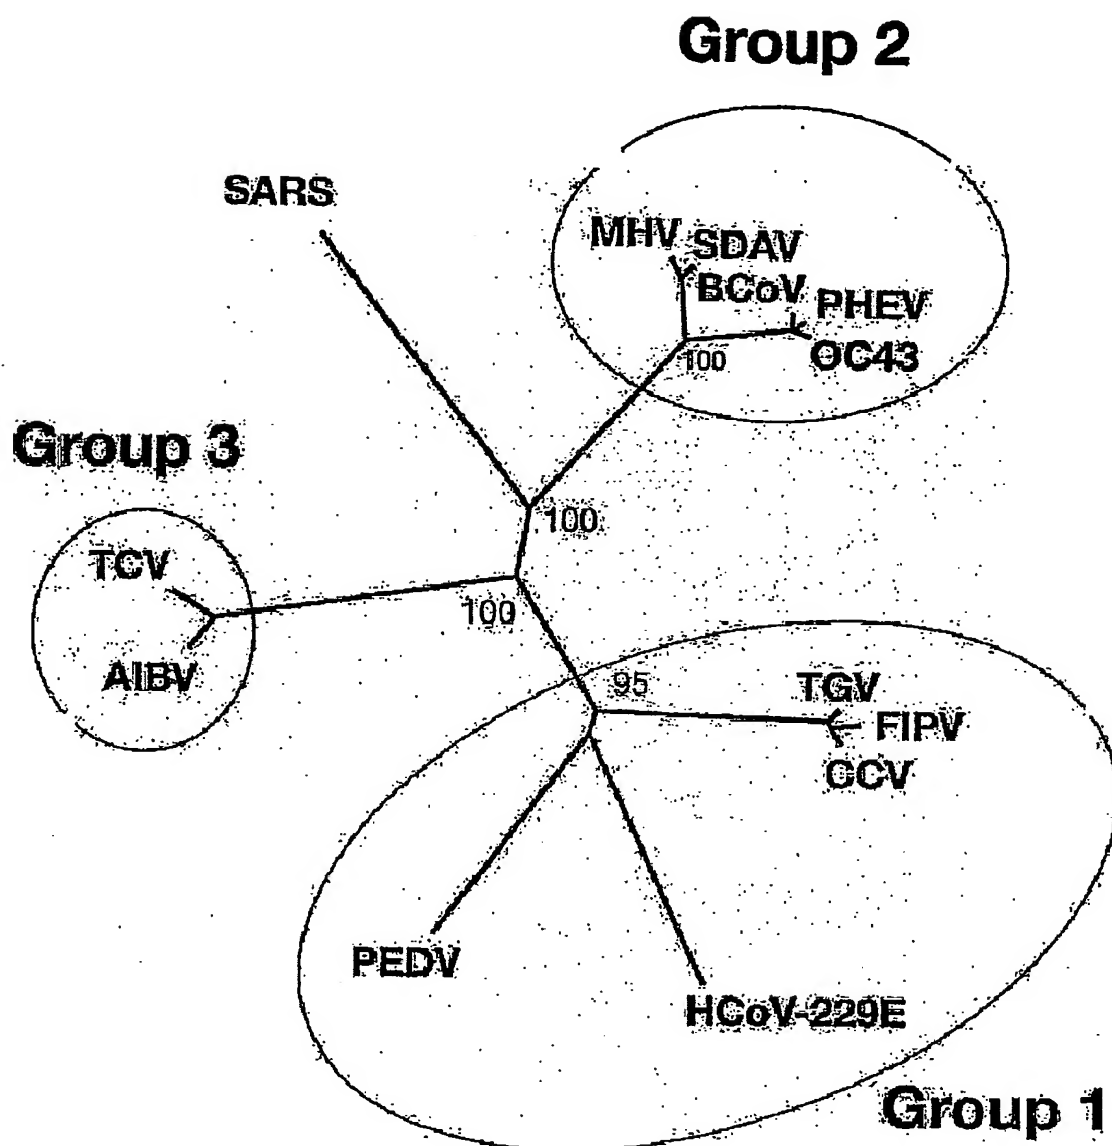 Group 2
SARS
MHV
SDAV
BCoV
PHEV
OC43
100
Group 3
100
TCV
100
AIBV
95
TGV
FIPV
CCV
PEDV
HCoV-229E
Group 1